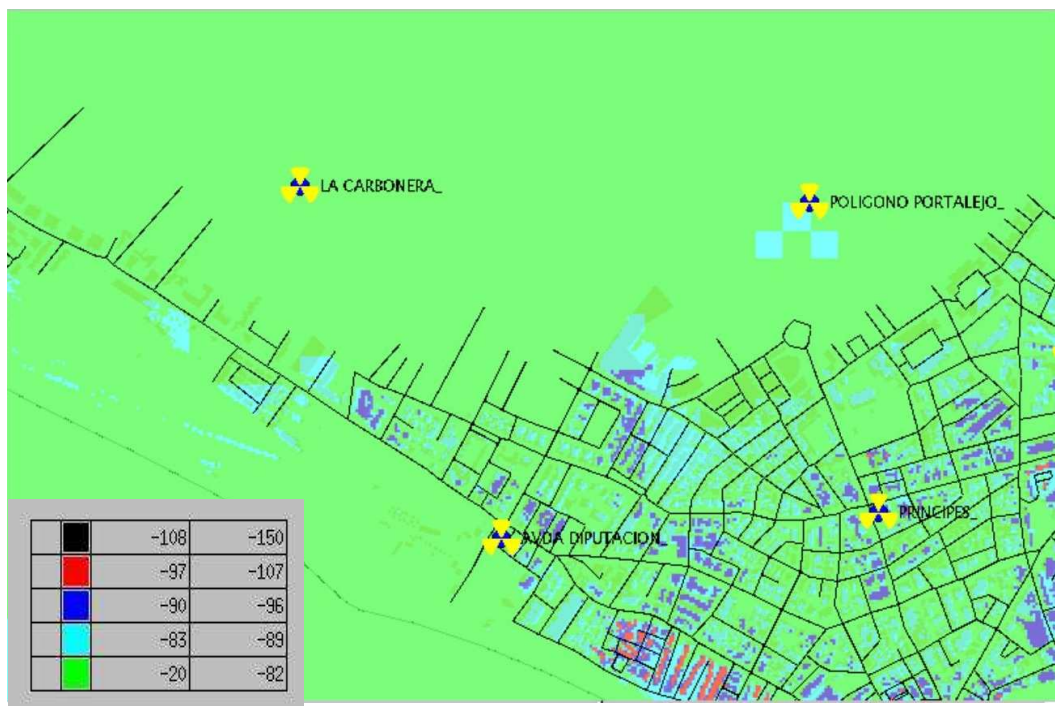 LA CARBONERA_
POLIGONO PORTALEJO_
PRINCIPES_
AVDA DIPUTACION_
-108 -150
-97 -107
-90 -96
-83 -89
-20 -82